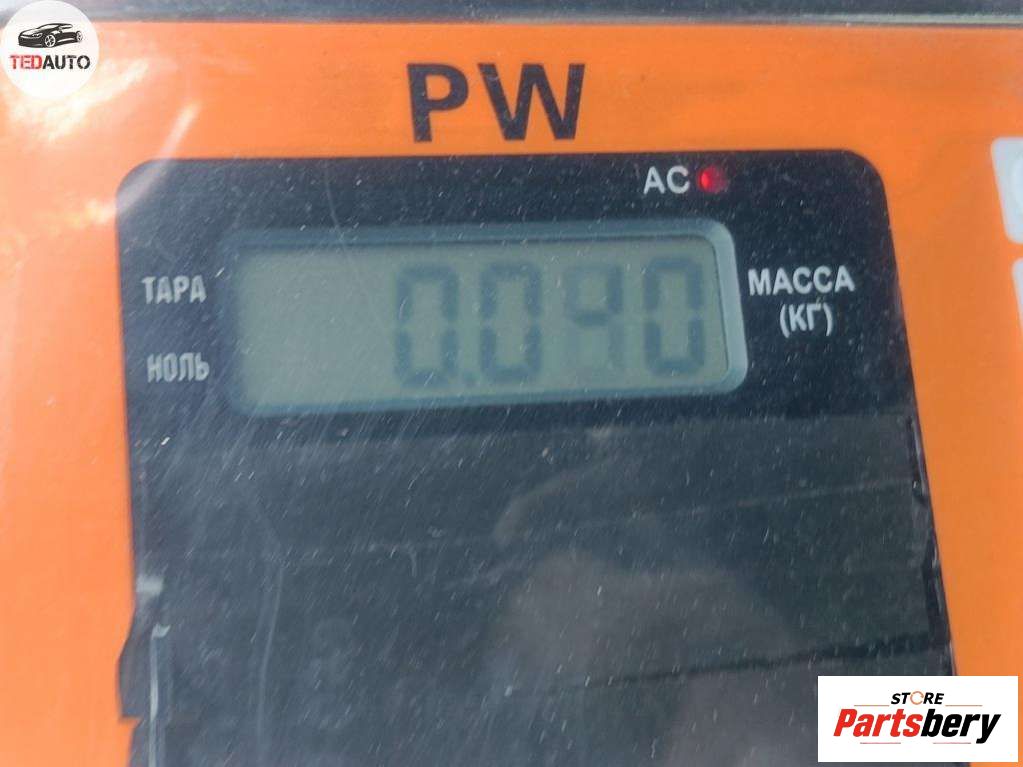 TEDAUTO
PW
AC
ТАРА
0.040
МАССА
(КГ)
НОЛЬ
STORE
Partsbery